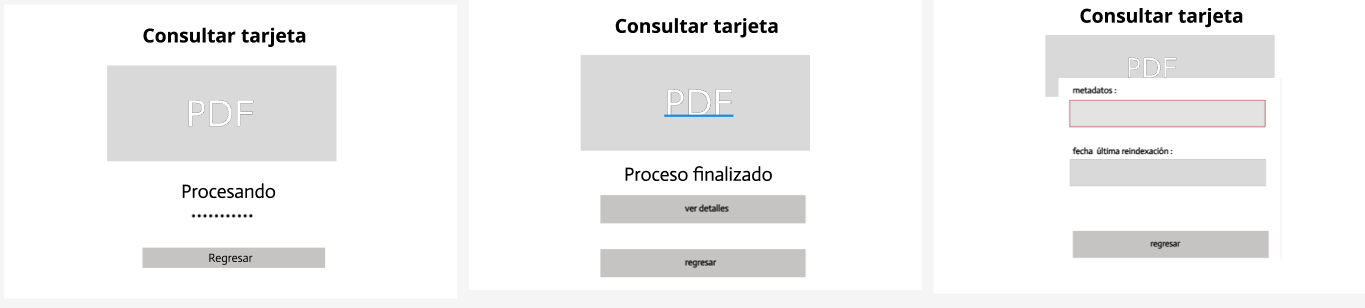 Consultar tarjeta
PDF
Procesando
...........
Regresar
Consultar tarjeta
PDF
Proceso finalizado
ver detalles
regresar
Consultar tarjeta
PDF
metadatos :
fecha última reindexación :
regresar